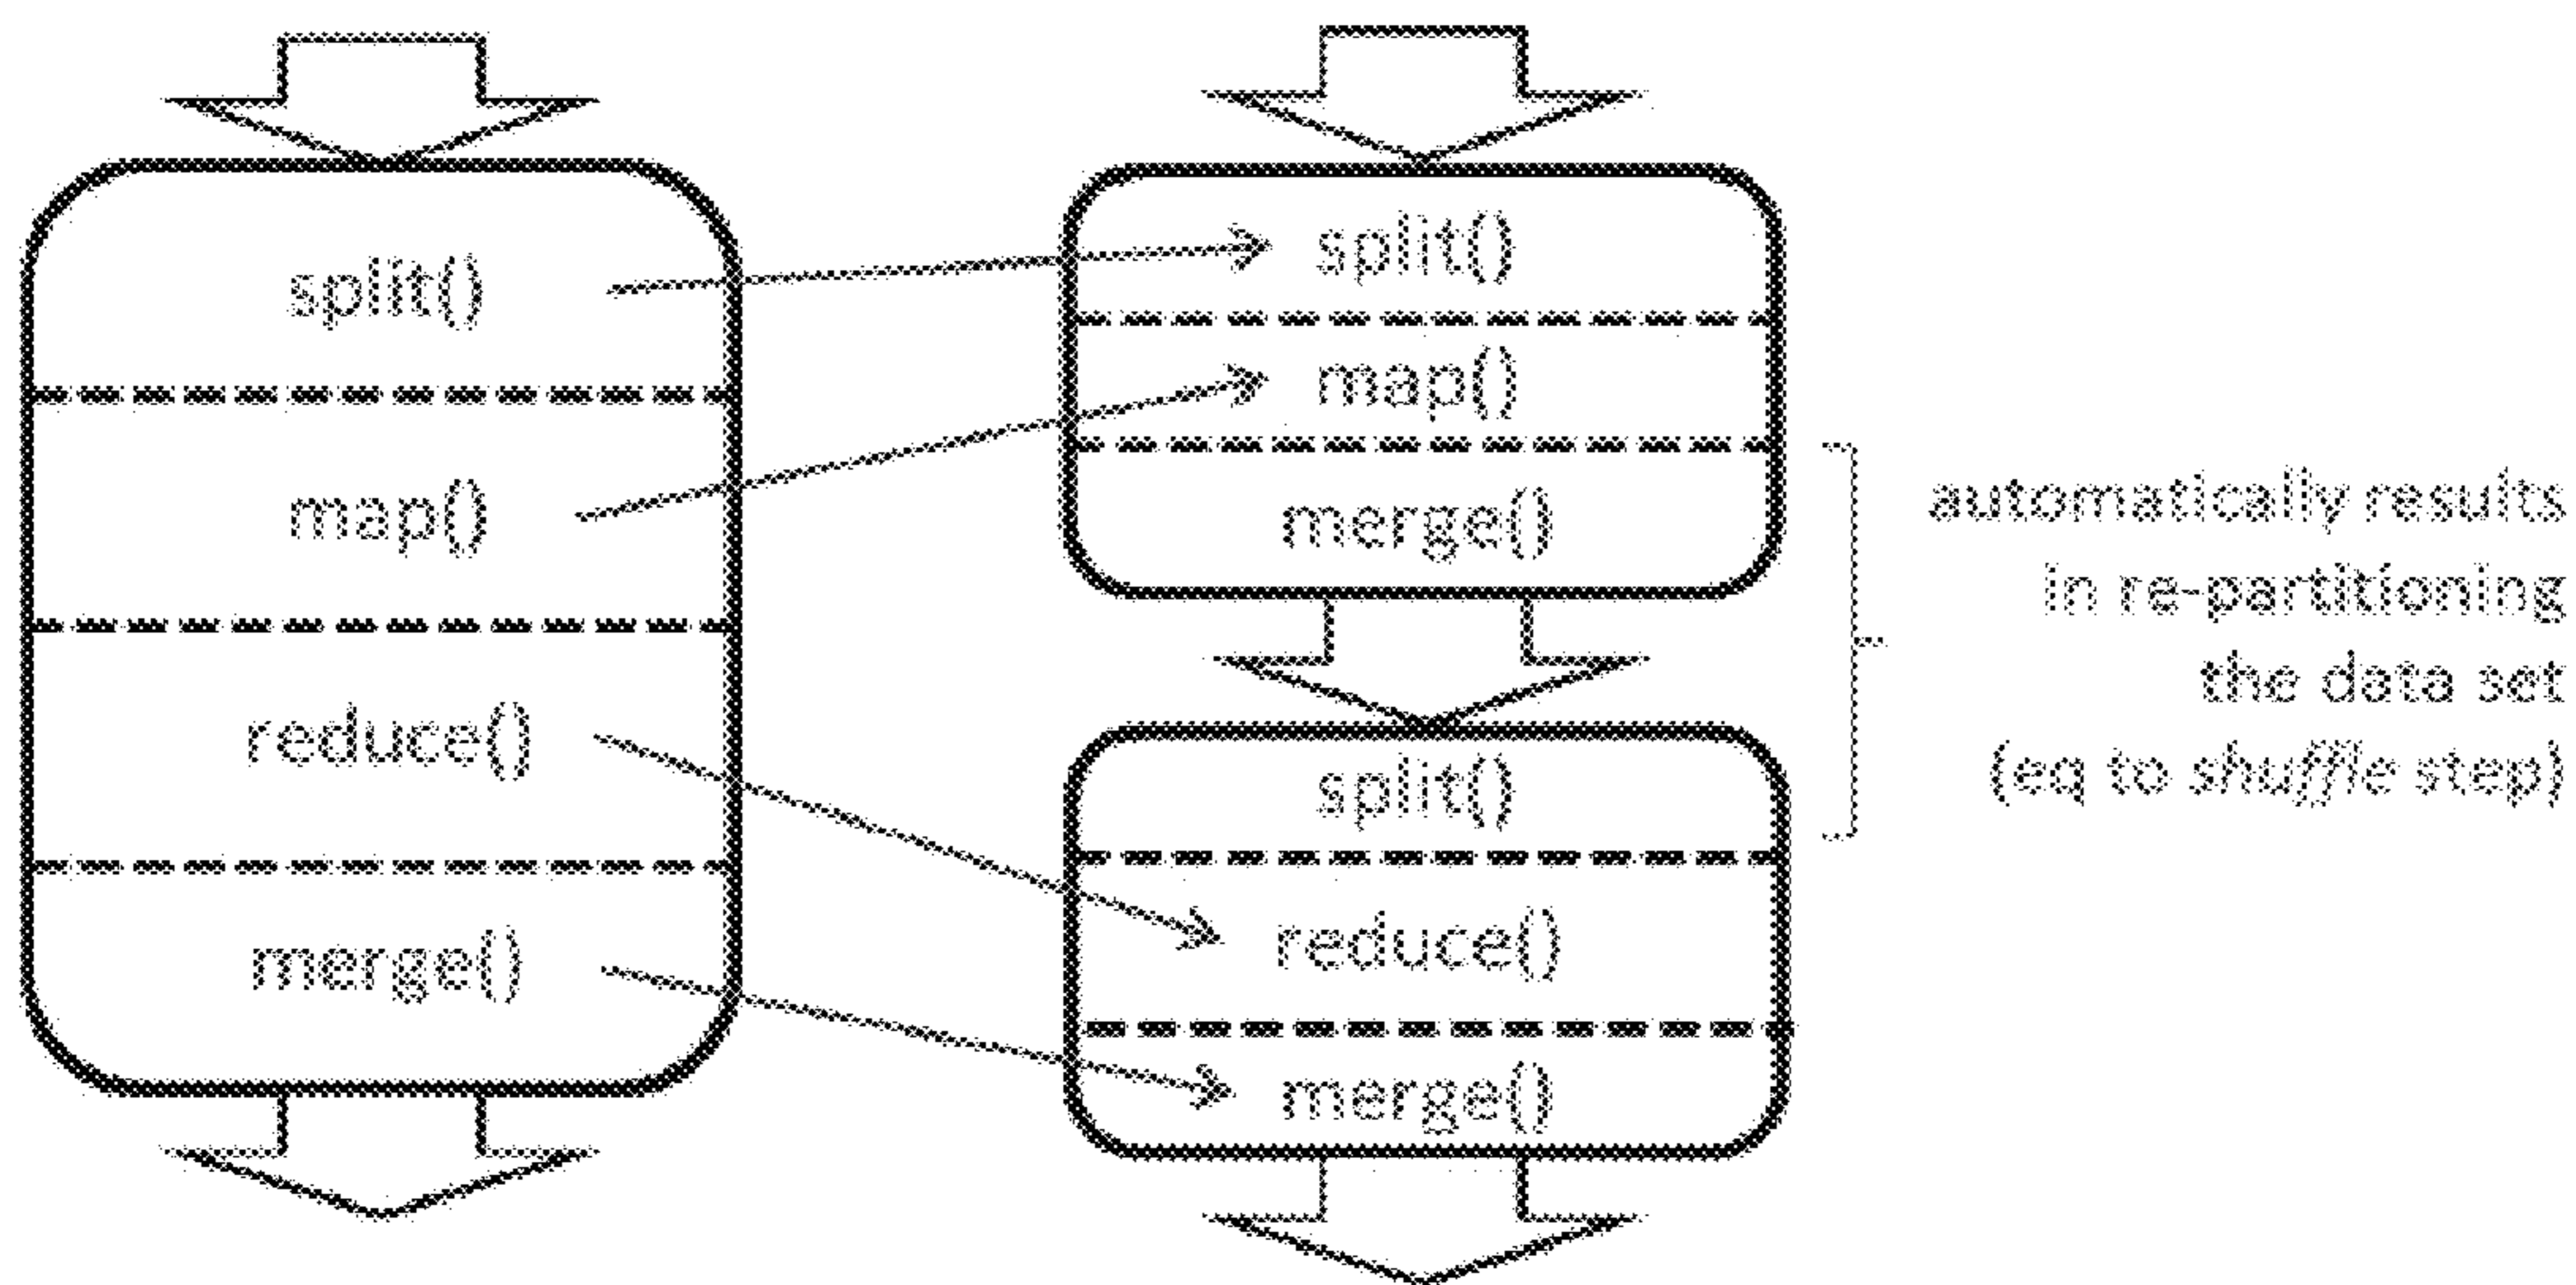 split()
map()
reduce()
merge()
split()
map()
merge()
split()
reduce()
merge()
automatically results
in re-partitioning
the data set
(eq to shuffle step)